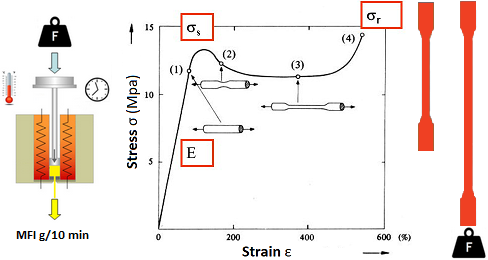 F
MFI g/10 min
σs
σr
15
10
5
0
Stress σ (Mpa)
(1)
(2)
(3)
(4)
E
0
200
400
600
(%)
Strain ε
F